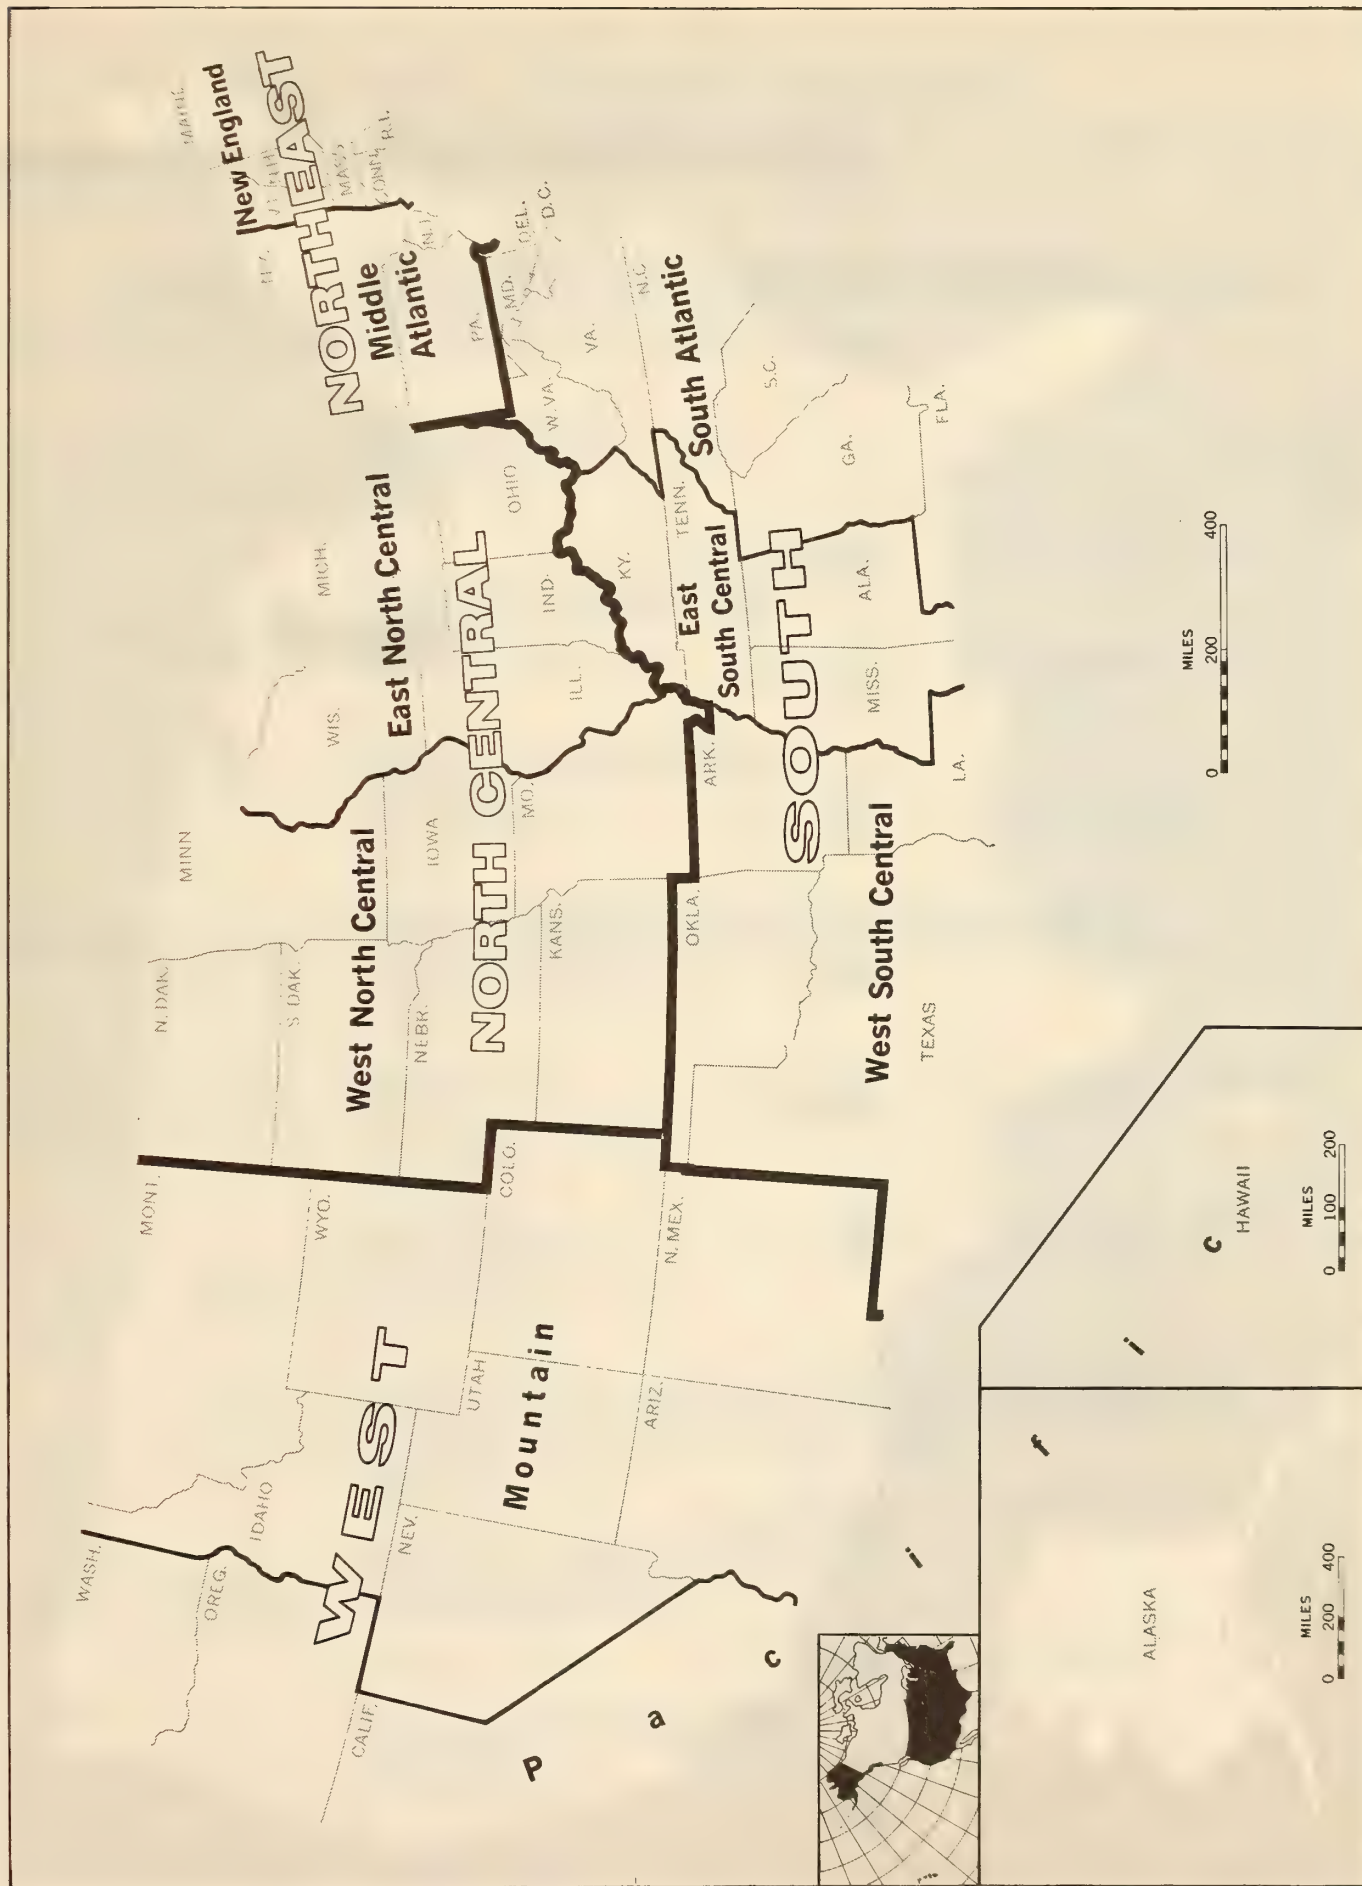 WEST
NORTH CENTRAL
NORTHEAST
SOUTH
Pacific
Mountain
West North Central
East North Central
Middle
Atlantic
New England
West South Central
East
South Central
South Atlantic
WASH.
OREG.
CALIF.
IDAHO
NEV.
MONT.
WYO.
UTAH
COLO.
ARIZ.
N. MEX.
N. DAK.
S. DAK.
NEBR.
KANS.
MINN
IOWA
MO.
WIS.
MICH.
ILL.
IND.
OHIO
OKLA.
TEXAS
ARK.
LA.
KY.
TENN.
MISS.
ALA.
MAINE
MASS
CONN.
R.I.
N.Y.
N.J.
PA.
DEL.
MD.
D.C.
W.VA.
VA.
N.C.
S.C.
GA.
FLA.
ALASKA
MILES
0 200 400
HAWAII
MILES
0 100 200
MILES
0 200 400